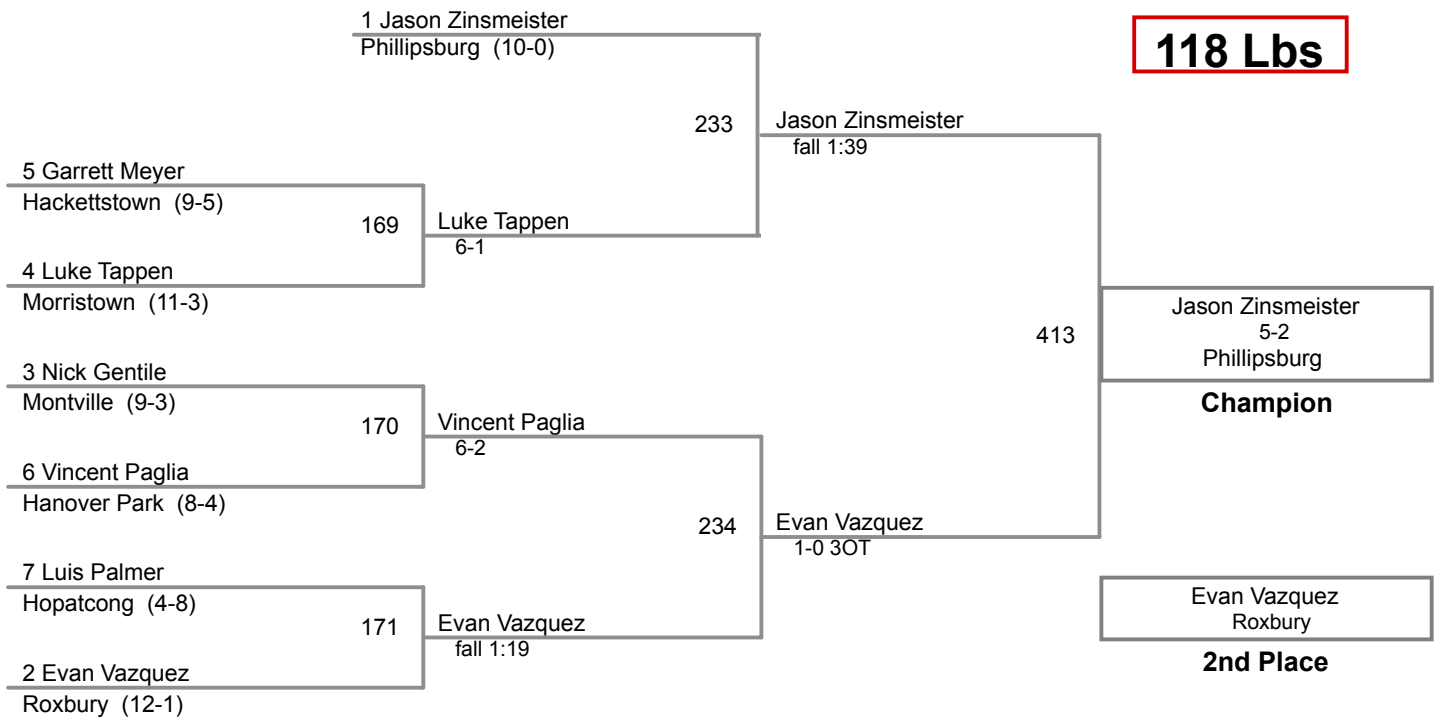 1 Jason Zinsmeister
Phillipsburg (10-0)
118 Lbs
233
Jason Zinsmeister
fall 1:39
5 Garrett Meyer
Hackettstown (9-5)
169
Luke Tappen
6-1
4 Luke Tappen
Morristown (11-3)
413
Jason Zinsmeister
5-2
Phillipsburg
Champion
3 Nick Gentile
Montville (9-3)
170
Vincent Paglia
6-2
6 Vincent Paglia
Hanover Park (8-4)
234
Evan Vazquez
1-0 3OT
7 Luis Palmer
Hopatcong (4-8)
171
Evan Vazquez
fall 1:19
2 Evan Vazquez
Roxbury (12-1)
Evan Vazquez
Roxbury
2nd Place